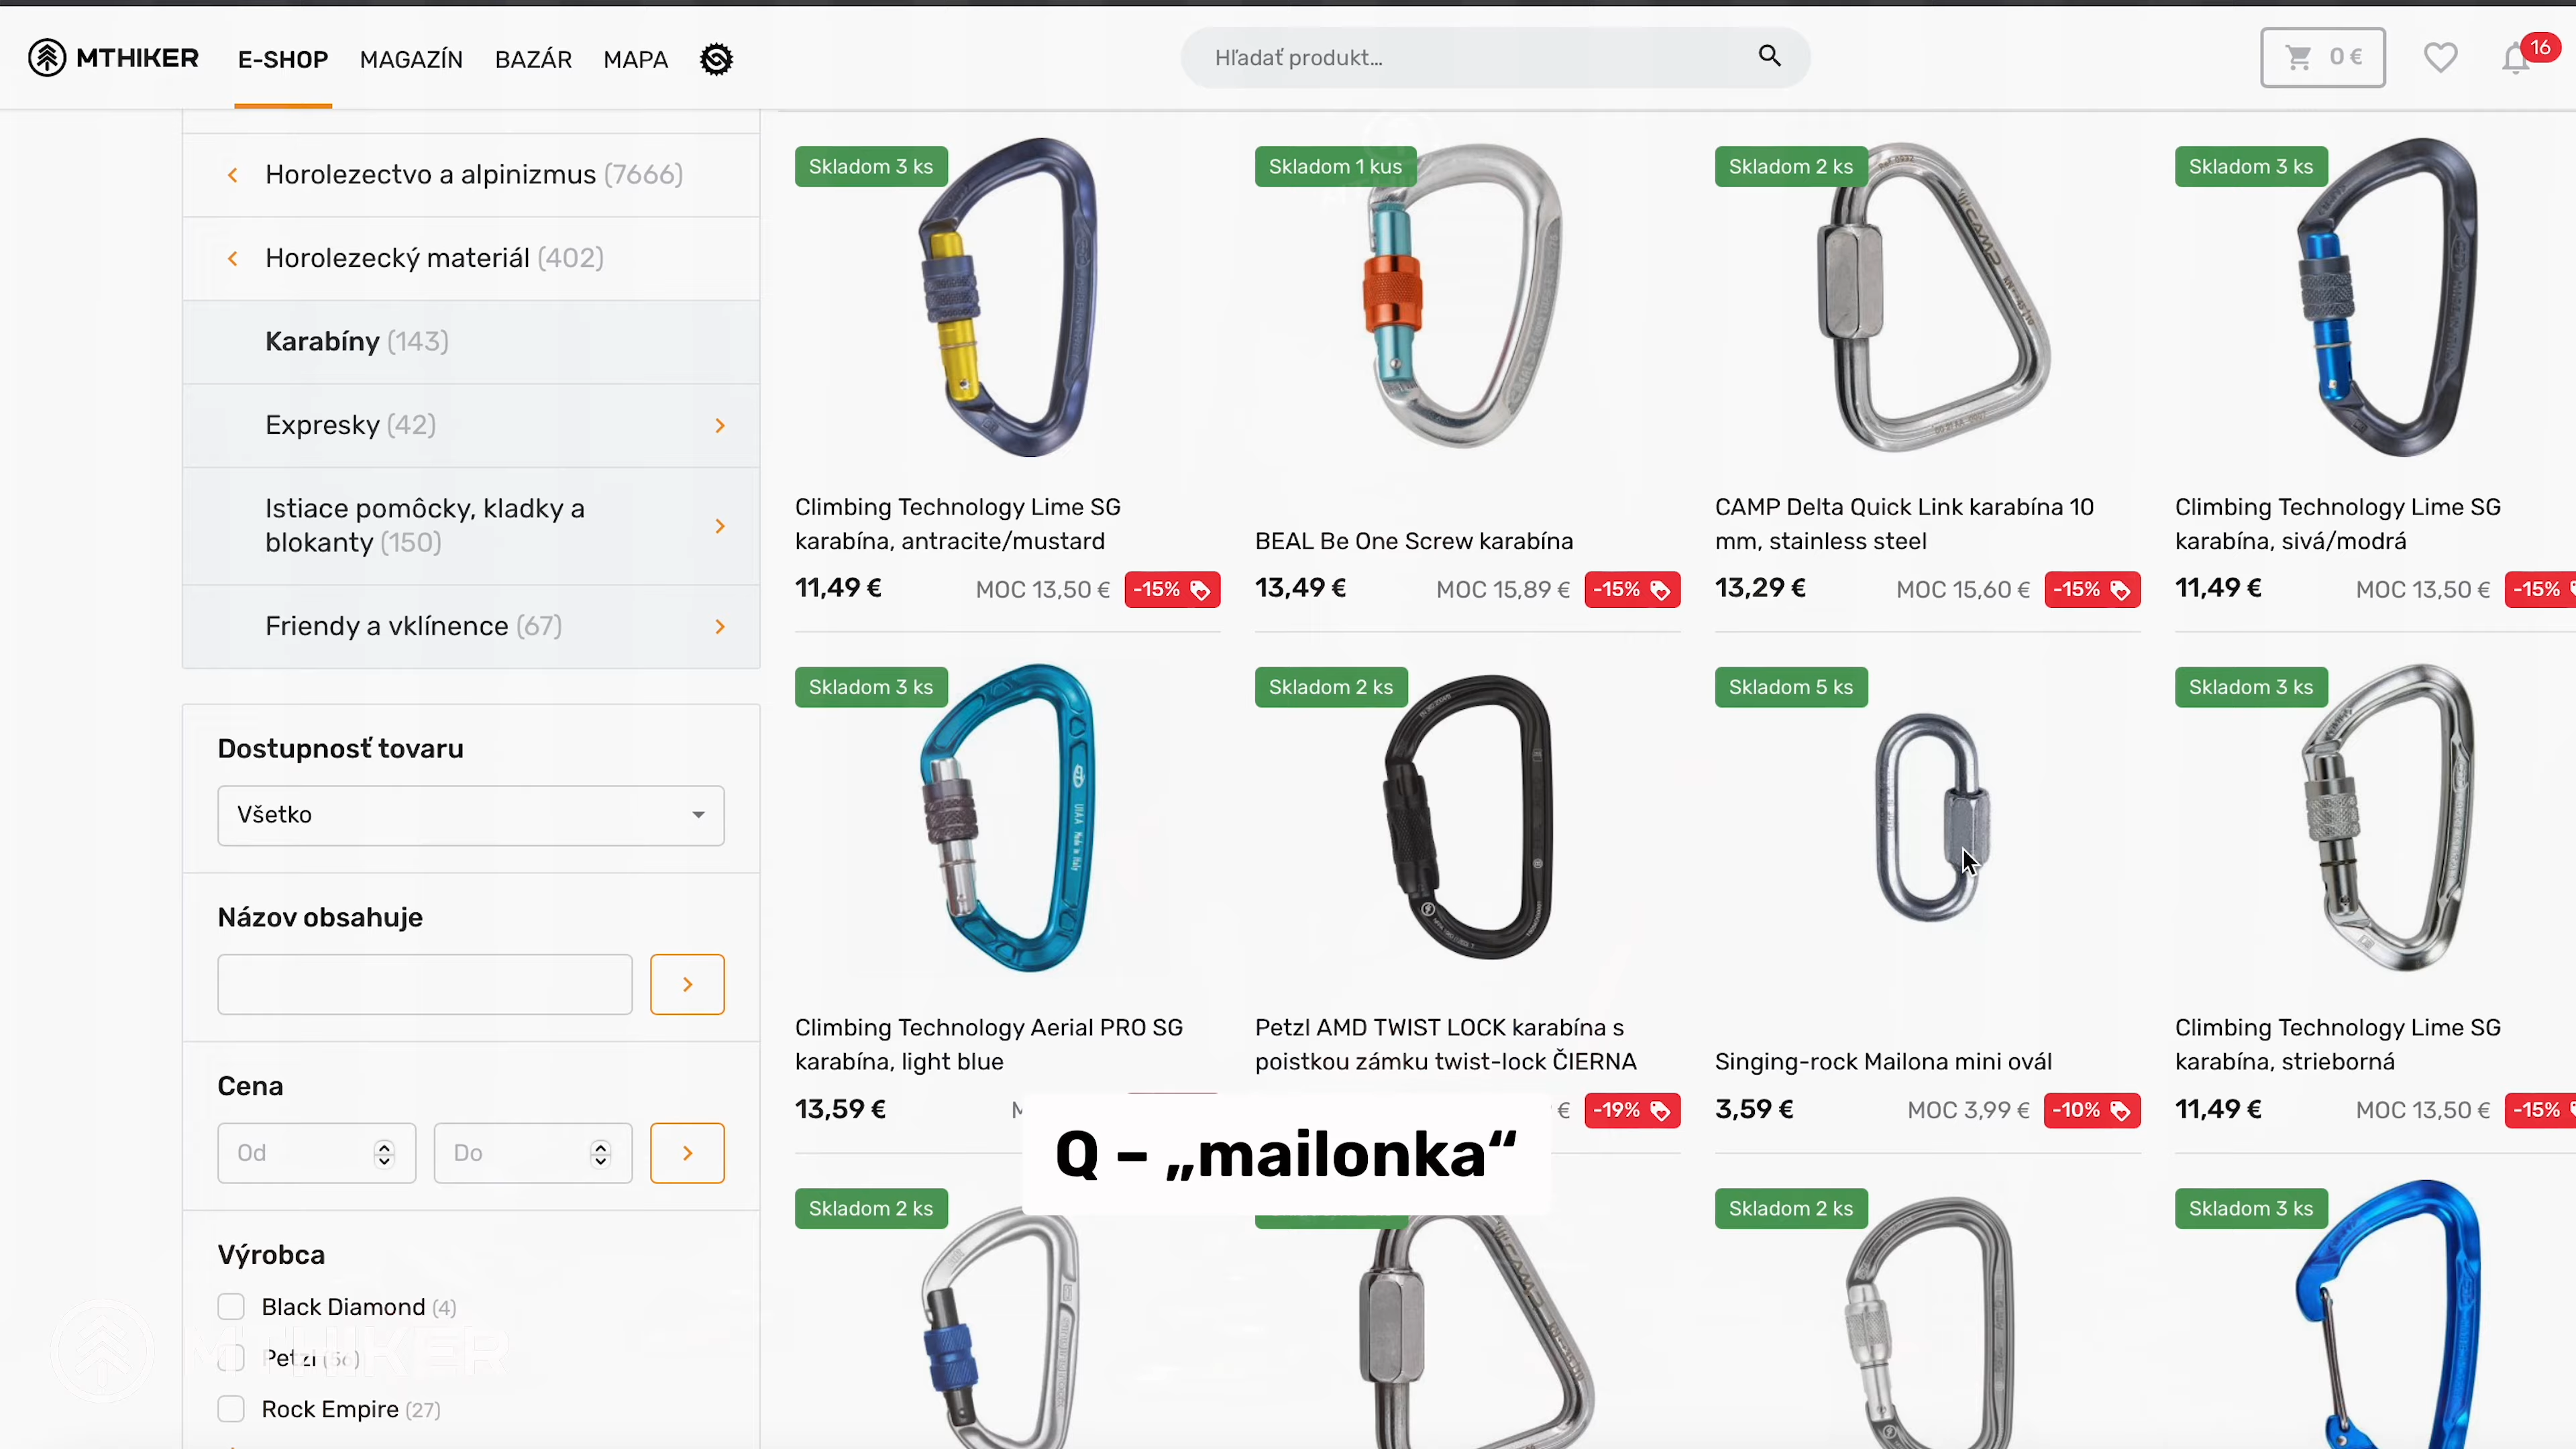 MTHIKER
E-SHOP
MAGAZÍN
BAZÁR
MAPA
Hľadať produkt...
0 €
16
Horolezectvo a alpinizmus (7666)
Horolezecký materiál (402)
Karabíny (143)
Expresky (42)
Istiace pomôcky, kladky a
blokanty (150)
Friendy a vklínence (67)
Dostupnosť tovaru
Všetko
Názov obsahuje
Cena
Od
Do
Výrobca
Black Diamond (4)
Petzl (56)
Rock Empire (27)
MTHIKER
Skladom 3 ks
Climbing Technology Lime SG
karabína, antracite/mustard
11,49 € MOC 13,50 € -15%
Skladom 1 kus
BEAL Be One Screw karabína
13,49 € MOC 15,89 € -15%
Skladom 2 ks
CAMP
CAMP Delta Quick Link karabína 10
mm, stainless steel
13,29 € MOC 15,60 € -15%
Skladom 3 ks
Climbing Technology Lime SG
karabína, sivá/modrá
11,49 € MOC 13,50 € -15%
Skladom 3 ks
UIAA Made in Italy
Climbing Technology Aerial PRO SG
karabína, light blue
13,59 €
Skladom 2 ks
Petzl AMD TWIST LOCK karabína s
poistkou zámku twist-lock ČIERNA
€ -19%
Skladom 5 ks
Singing-rock Mailona mini ovál
3,59 € MOC 3,99 € -10%
Skladom 3 ks
Climbing Technology Lime SG
karabína, strieborná
11,49 € MOC 13,50 € -15%
Q – „mailonka“
Skladom 2 ks
CAMP
Skladom 2 ks
Skladom 3 ks